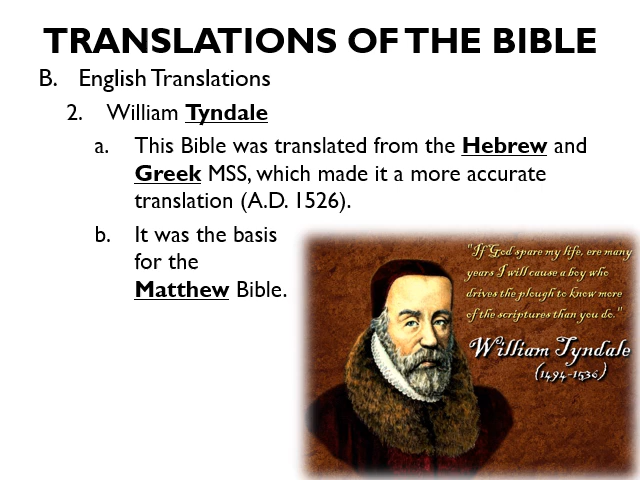 TRANSLATIONS OF THE BIBLE
B. English Translations
2. William Tyndale
a. This Bible was translated from the Hebrew and
Greek MSS, which made it a more accurate
translation (A.D. 1526).
b. It was the basis
for the
Matthew Bible.
"If God spare my life, ere many
years I will cause a boy who
drives the plough to know more
of the scriptures than you do."
William Tyndale
(1494-1536)